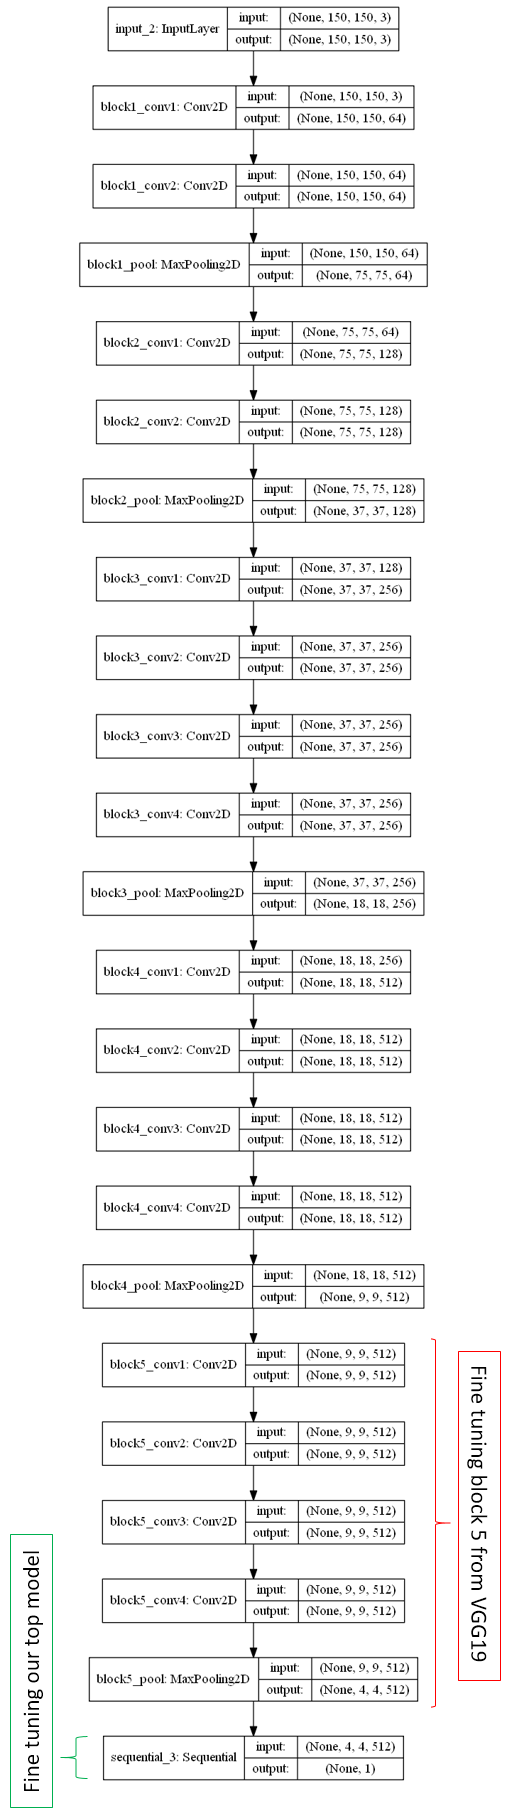 input_2: InputLayer
input: (None, 150, 150, 3)
output: (None, 150, 150, 3)
block1_conv1: Conv2D
input: (None, 150, 150, 3)
output: (None, 150, 150, 64)
block1_conv2: Conv2D
input: (None, 150, 150, 64)
output: (None, 150, 150, 64)
block1_pool: MaxPooling2D
input: (None, 150, 150, 64)
output: (None, 75, 75, 64)
block2_conv1: Conv2D
input: (None, 75, 75, 64)
output: (None, 75, 75, 128)
block2_conv2: Conv2D
input: (None, 75, 75, 128)
output: (None, 75, 75, 128)
block2_pool: MaxPooling2D
input: (None, 75, 75, 128)
output: (None, 37, 37, 128)
block3_conv1: Conv2D
input: (None, 37, 37, 128)
output: (None, 37, 37, 256)
block3_conv2: Conv2D
input: (None, 37, 37, 256)
output: (None, 37, 37, 256)
block3_conv3: Conv2D
input: (None, 37, 37, 256)
output: (None, 37, 37, 256)
block3_conv4: Conv2D
input: (None, 37, 37, 256)
output: (None, 37, 37, 256)
block3_pool: MaxPooling2D
input: (None, 37, 37, 256)
output: (None, 18, 18, 256)
block4_conv1: Conv2D
input: (None, 18, 18, 256)
output: (None, 18, 18, 512)
block4_conv2: Conv2D
input: (None, 18, 18, 512)
output: (None, 18, 18, 512)
block4_conv3: Conv2D
input: (None, 18, 18, 512)
output: (None, 18, 18, 512)
block4_conv4: Conv2D
input: (None, 18, 18, 512)
output: (None, 18, 18, 512)
block4_pool: MaxPooling2D
input: (None, 18, 18, 512)
output: (None, 9, 9, 512)
block5_conv1: Conv2D
input: (None, 9, 9, 512)
output: (None, 9, 9, 512)
block5_conv2: Conv2D
input: (None, 9, 9, 512)
output: (None, 9, 9, 512)
block5_conv3: Conv2D
input: (None, 9, 9, 512)
output: (None, 9, 9, 512)
block5_conv4: Conv2D
input: (None, 9, 9, 512)
output: (None, 9, 9, 512)
block5_pool: MaxPooling2D
input: (None, 9, 9, 512)
output: (None, 4, 4, 512)
Fine tuning block 5 from VGG19
sequential_3: Sequential
input: (None, 4, 4, 512)
output: (None, 1)
Fine tuning our top model